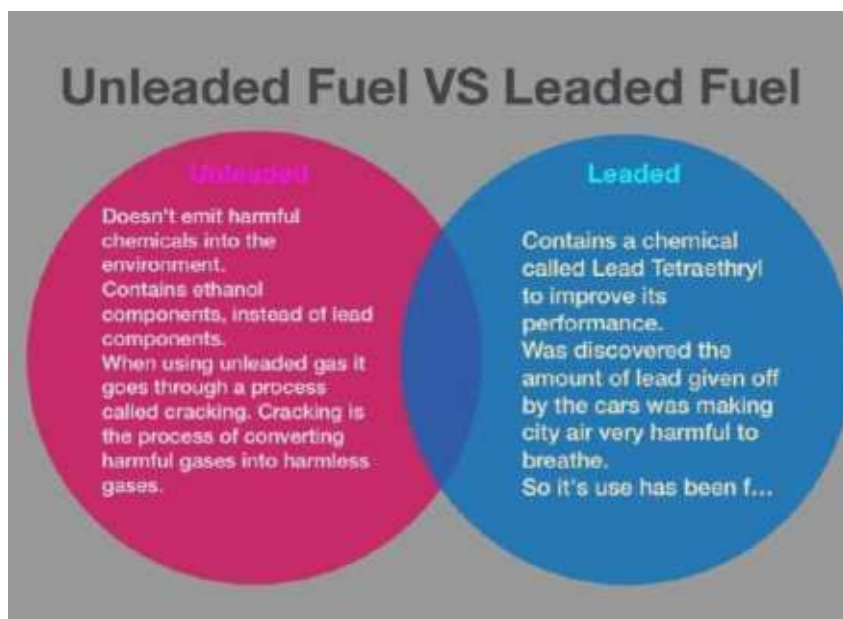 Unleaded Fuel VS Leaded Fuel
Unleaded
Doesn't emit harmful
chemicals into the
environment.
Contains ethanol
components, instead of lead
components.
When using unleaded gas it
goes through a process
called cracking. Cracking is
the process of converting
harmful gases into harmless
gases.
Leaded
Contains a chemical
called Lead Tetraethryl
to improve its
performance.
Was discovered the
amount of lead given off
by the cars was making
city air very harmful to
breathe.
So it's use has been f...